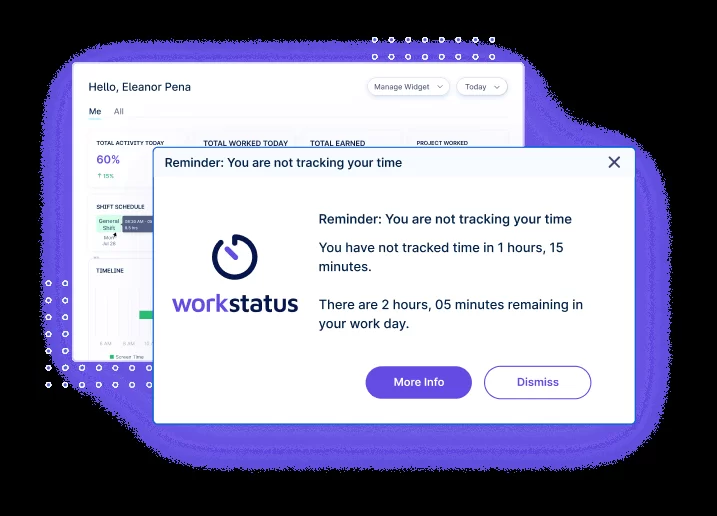 Hello, Eleanor Pena
Manage Widget
Today
Me
All
TOTAL ACTIVITY TODAY
TOTAL WORKED TODAY
TOTAL EARNED
PROJECT WORKED
60%
↑ 15%
SHIFT SCHEDULE
General
Shift
Mon
Jul 28
TIMELINE
Screen Time
Reminder: You are not tracking your time
workstatus
Reminder: You are not tracking your time
You have not tracked time in 1 hours, 15
minutes.
There are 2 hours, 05 minutes remaining in
your work day.
More Info
Dismiss